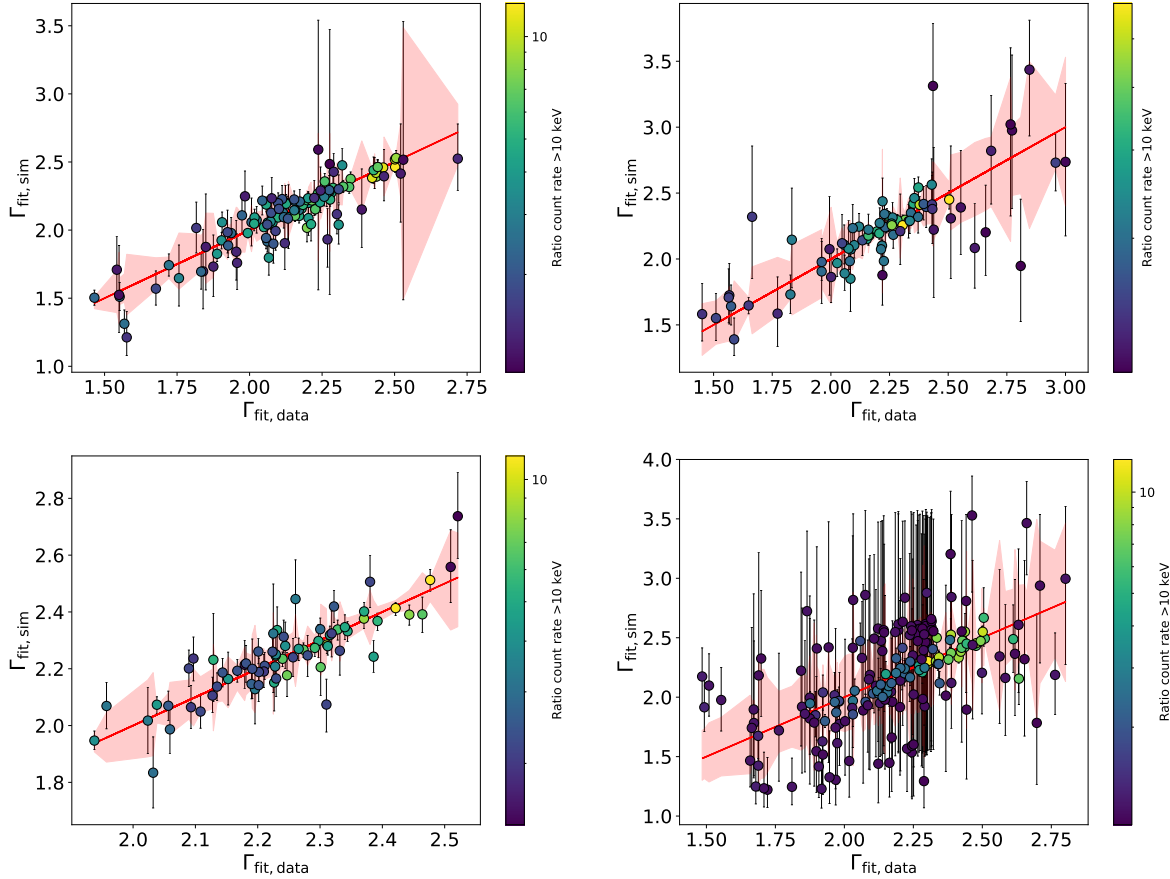 3.5
3.0
2.5
2.0
1.5
1.0
Γfit, sim
1.50 1.75 2.00 2.25 2.50 2.75
Γfit, data
10
Ratio count rate >10 keV
3.5
3.0
2.5
2.0
1.5
Γfit, sim
1.50 1.75 2.00 2.25 2.50 2.75 3.00
Γfit, data
Ratio count rate >10 keV
2.8
2.6
2.4
2.2
2.0
1.8
Γfit, sim
2.0 2.1 2.2 2.3 2.4 2.5
Γfit, data
10
Ratio count rate >10 keV
4.0
3.5
3.0
2.5
2.0
1.5
1.0
Γfit, sim
1.50 1.75 2.00 2.25 2.50 2.75
Γfit, data
10
Ratio count rate >10 keV